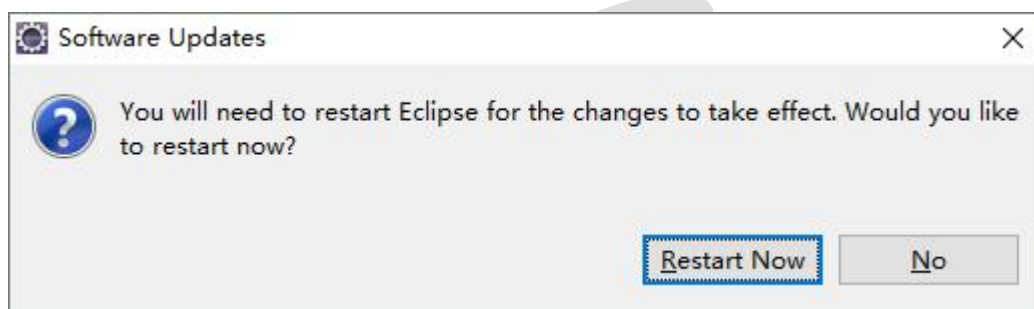 Software Updates
You will need to restart Eclipse for the changes to take effect. Would you like
to restart now?
Restart Now
No